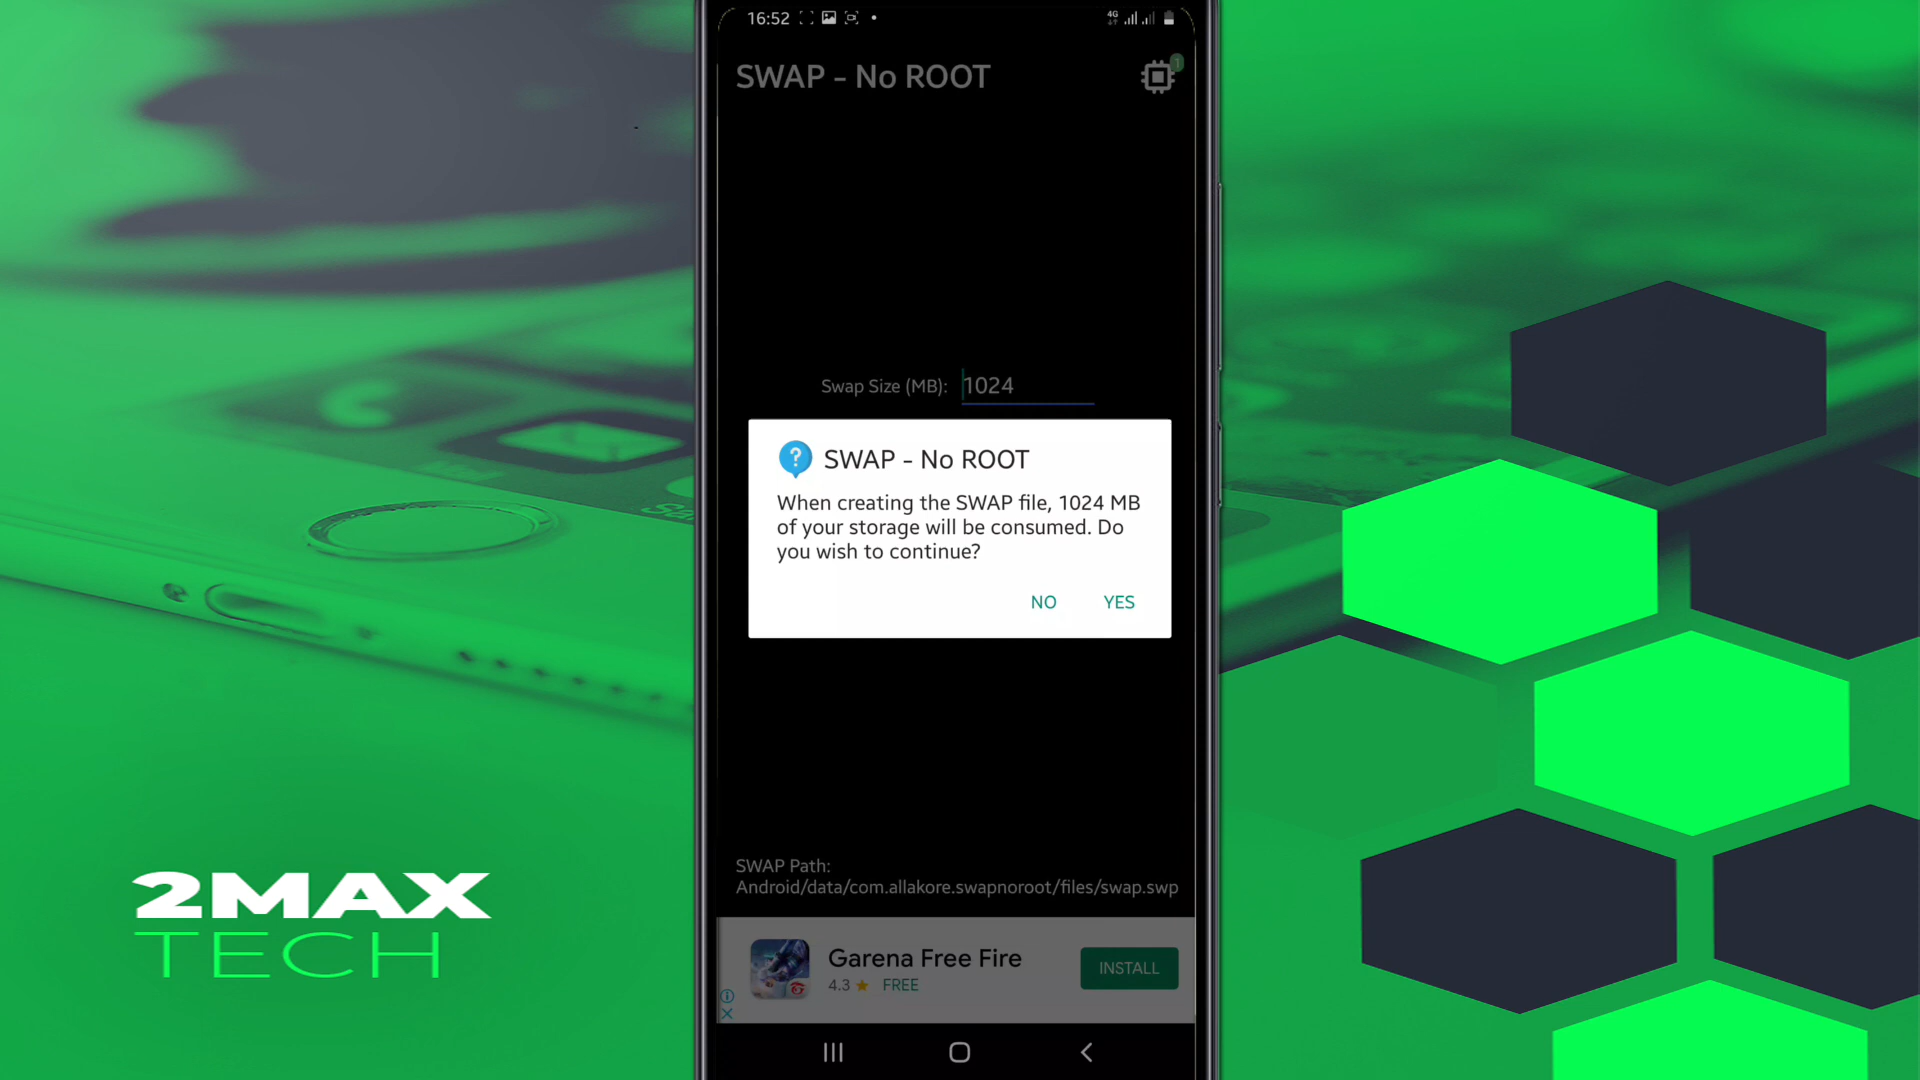 16:52
4G
SWAP - No ROOT
1
Swap Size (MB): 1024
SWAP - No ROOT
When creating the SWAP file, 1024 MB
of your storage will be consumed. Do
you wish to continue?
NO YES
SWAP Path:
Android/data/com.allakore.swapnoroot/files/swap.swp
Garena Free Fire
4.3 FREE
INSTALL
2MAX
TECH